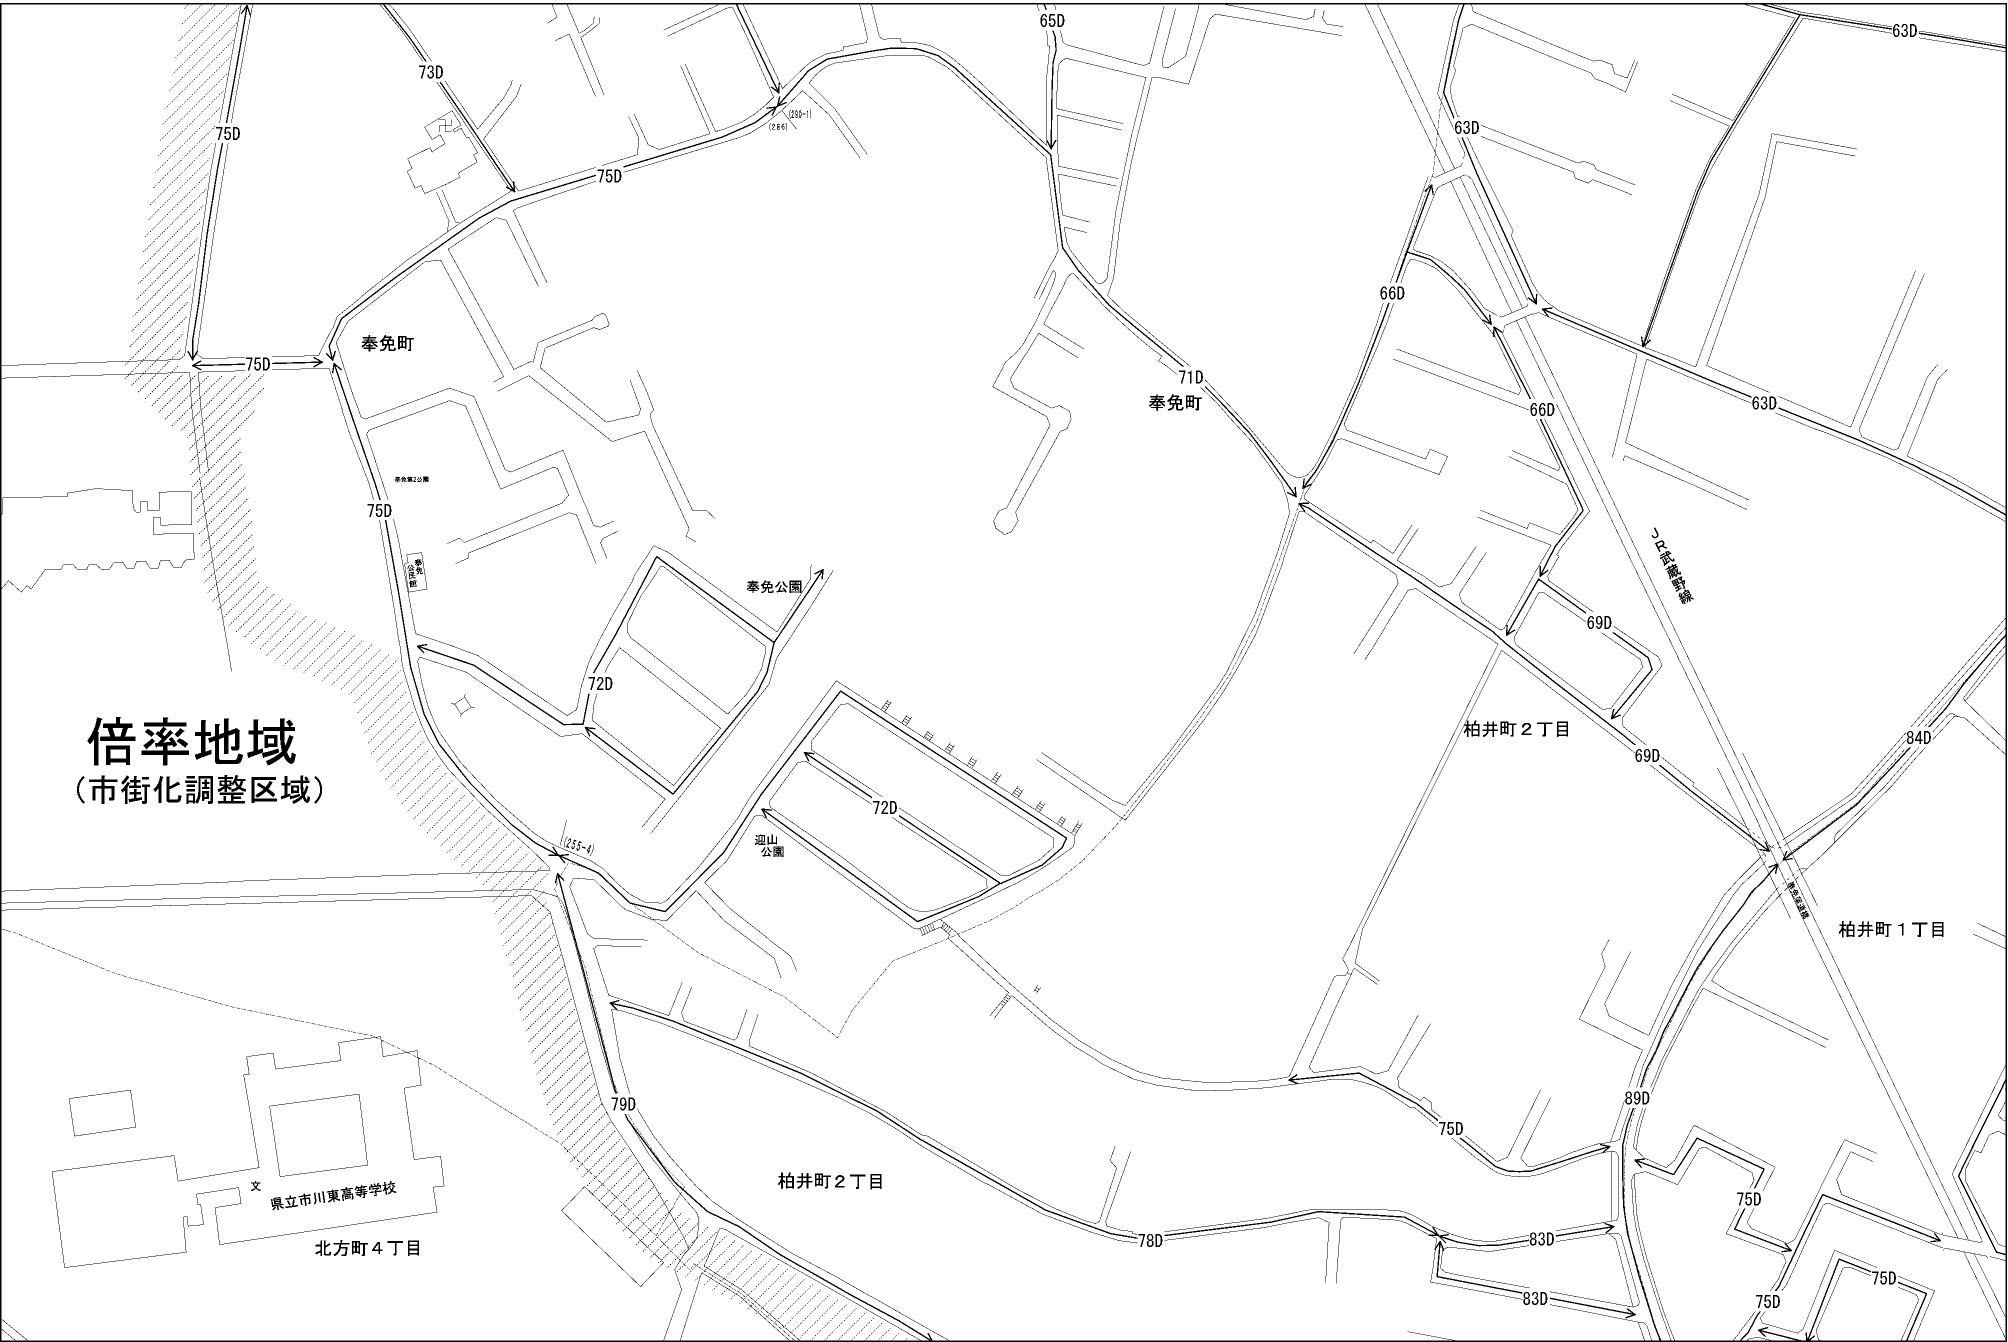 65D
63D
73D
(290-1)
(286)
75D
63D
75D
66D
奉免町
75D
71D
奉免町
63D
66D
奉免第2公園
75D
JR武蔵野線
奉免
公民館
奉免公園
69D
72D
倍率地域
(市街化調整区域)
柏井町2丁目
84D
69D
72D
迎山
公園
(255-4)
柏井町1丁目
79D
89D
75D
柏井町2丁目
文
県立市川東高等学校
75D
北方町4丁目
78D
83D
75D
83D
75D